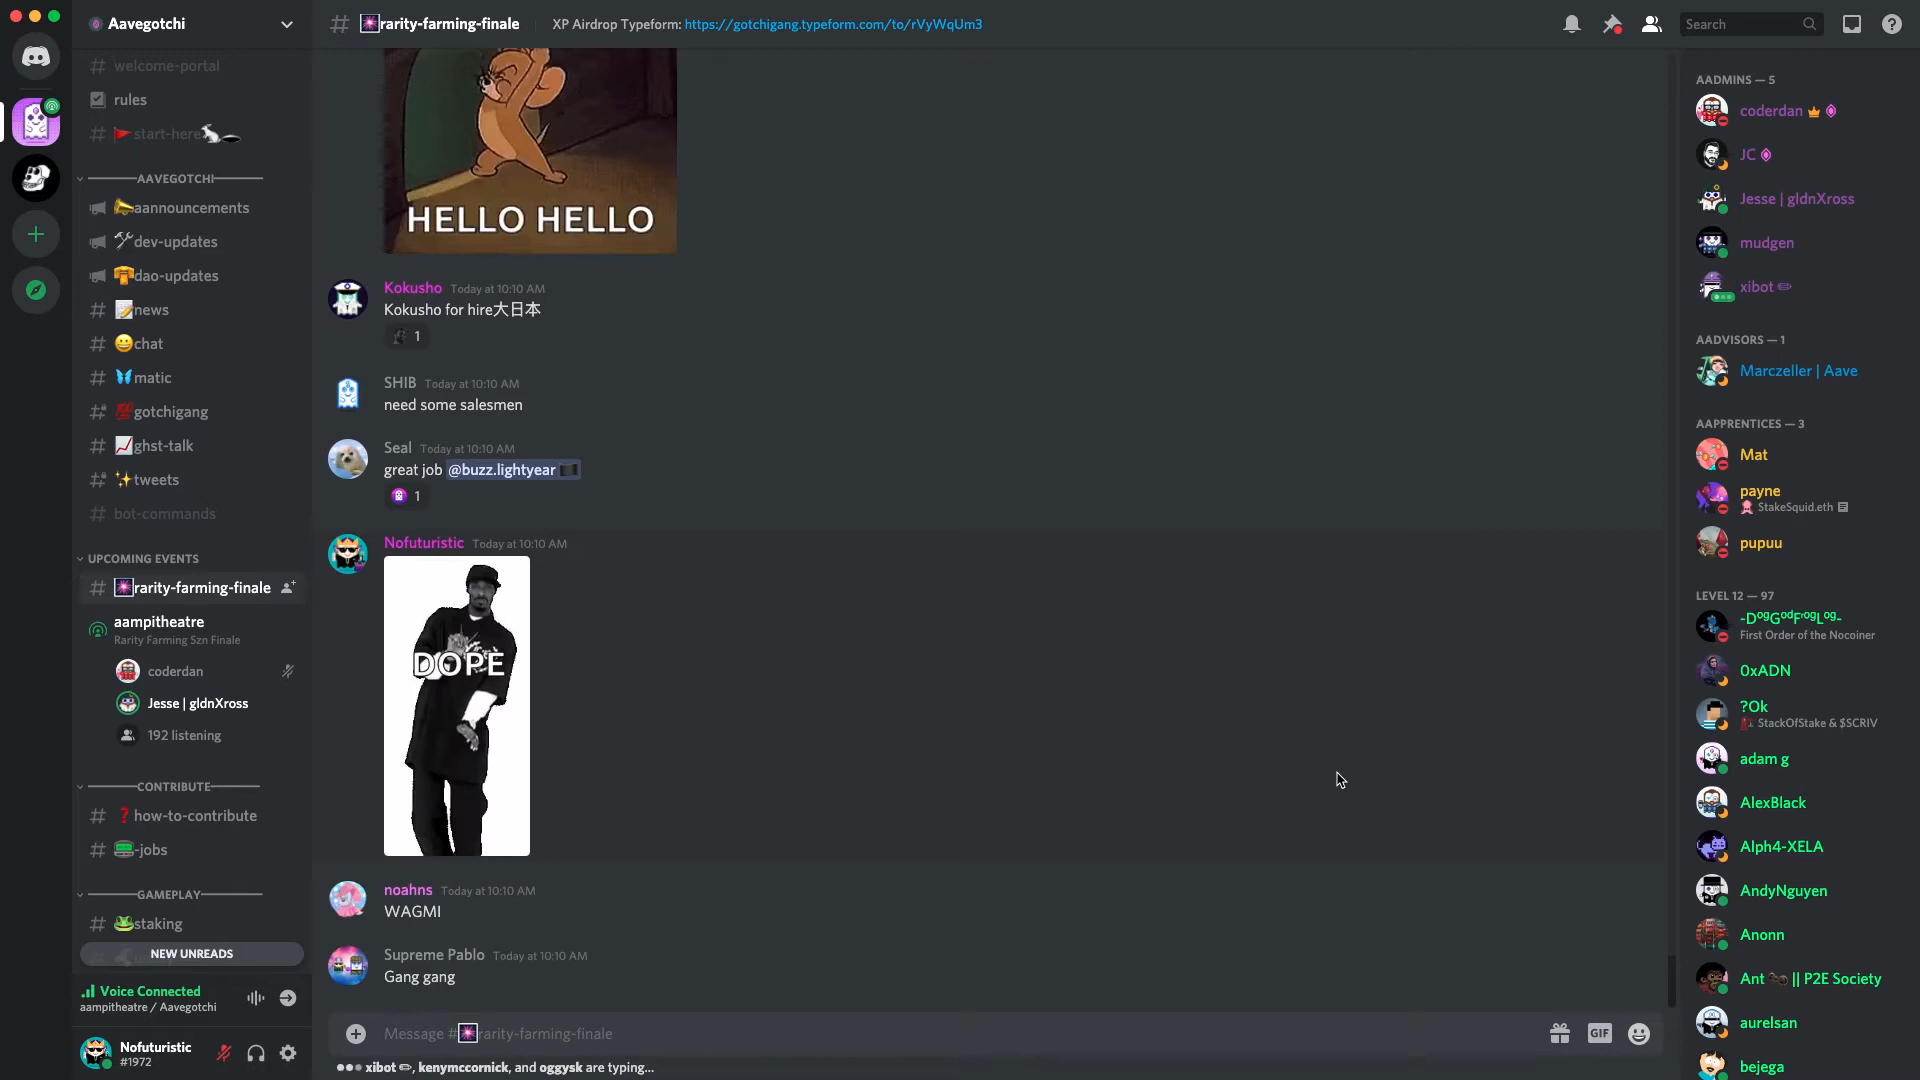 Aavegotchi
rarity-farming-finale
XP Airdrop Typeform: https://gotchigang.typeform.com/to/rVyWqUm3
Search
welcome-portal
rules
start-here
AAVEGOTCHI
aannouncements
dev-updates
dao-updates
news
chat
matic
gotchigang
ghst-talk
tweets
bot-commands
UPCOMING EVENTS
rarity-farming-finale
aampitheatre
Rarity Farming Szn Finale
coderdan
Jesse | gldnXross
192 listening
CONTRIBUTE
how-to-contribute
-jobs
GAMEPLAY
staking
NEW UNREADS
Voice Connected
aampitheatre / Aavegotchi
Nofuturistic
#1972
HELLO HELLO
Kokusho Today at 10:10 AM
Kokusho for hire大日本
1
SHIB Today at 10:10 AM
need some salesmen
Seal Today at 10:10 AM
great job @buzz.lightyear
1
Nofuturistic Today at 10:10 AM
DOPE
noahns Today at 10:10 AM
WAGMI
Supreme Pablo Today at 10:10 AM
Gang gang
Message #rarity-farming-finale
GIF
xibot ✏, kenymccornick, and oggysk are typing...
AADMINS — 5
coderdan
JC
Jesse | gldnXross
mudgen
xibot ✏
AADVISORS — 1
Marczeller | Aave
AAPRENTICES — 3
Mat
payne
StakeSquid.eth
pupuu
LEVEL 12 — 97
-DᵒᵍGᵒᵈFʳᵒᵍLᵒᵍ-
First Order of the Nocoiner
0xADN
?Ok
StackOfStake & $SCRIV
adam g
AlexBlack
Alph4-XELA
AndyNguyen
Anonn
Ant || P2E Society
aurelsan
bejega